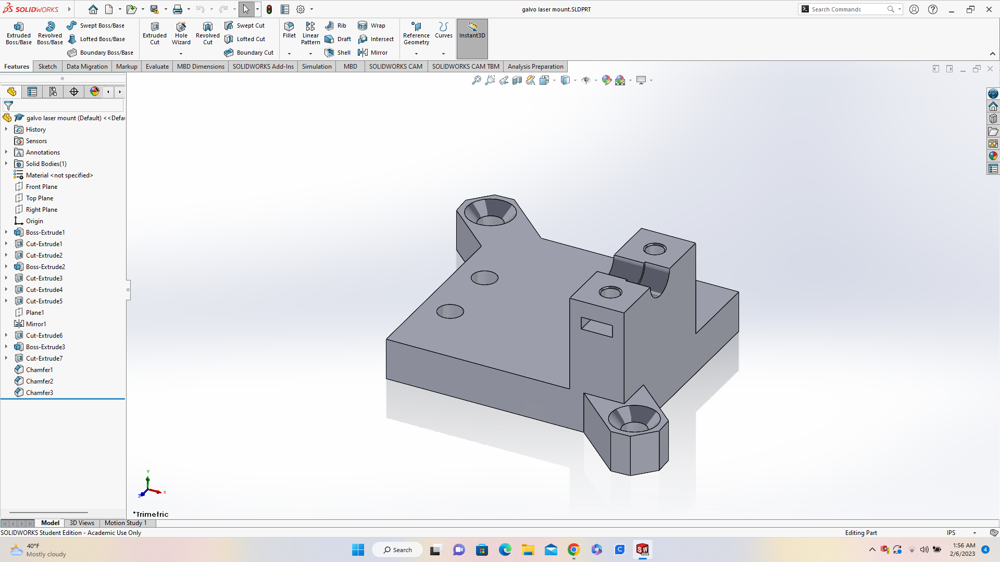 SOLIDWORKS
galvo laser mount.SLDPRT
Search Commands
Extruded Boss/Base
Revolved Boss/Base
Swept Boss/Base
Lofted Boss/Base
Boundary Boss/Base
Extruded Cut
Hole Wizard
Revolved Cut
Swept Cut
Lofted Cut
Boundary Cut
Fillet
Linear Pattern
Rib
Draft
Shell
Wrap
Intersect
Mirror
Reference Geometry
Curves
Instant3D
Features
Sketch
Data Migration
Markup
Evaluate
MBD Dimensions
SOLIDWORKS Add-Ins
Simulation
MBD
SOLIDWORKS CAM
SOLIDWORKS CAM TBM
Analysis Preparation
galvo laser mount (Default) <<Defau
History
Sensors
Annotations
Solid Bodies(1)
Material <not specified>
Front Plane
Top Plane
Right Plane
Origin
Boss-Extrude1
Cut-Extrude1
Cut-Extrude2
Boss-Extrude2
Cut-Extrude3
Cut-Extrude4
Cut-Extrude5
Plane1
Mirror1
Cut-Extrude6
Boss-Extrude3
Cut-Extrude7
Chamfer1
Chamfer2
Chamfer3
Y
X
Z
*Trimetric
Model
3D Views
Motion Study 1
SOLIDWORKS Student Edition - Academic Use Only
Editing Part
IPS
40°F
Mostly cloudy
Search
1:56 AM
2/6/2023
4